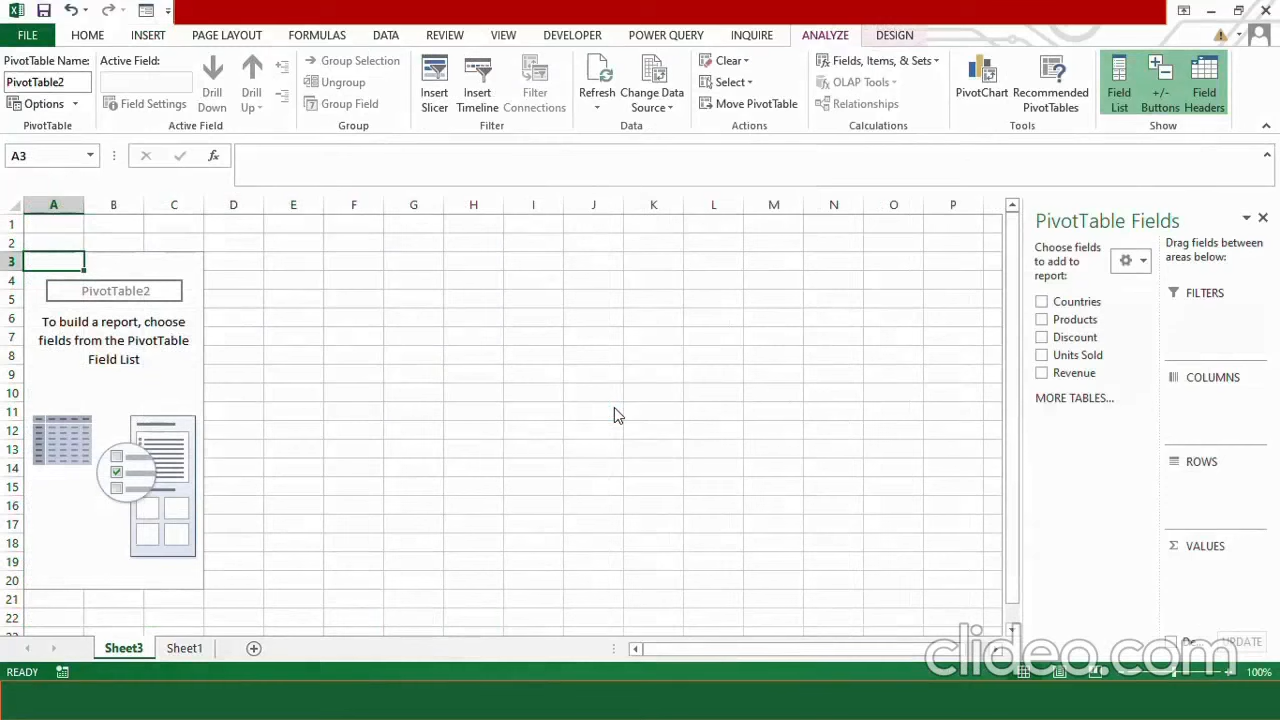 FILE HOME INSERT PAGE LAYOUT FORMULAS DATA REVIEW VIEW DEVELOPER POWER QUERY INQUIRE ANALYZE DESIGN
PivotTable Name:
PivotTable2
Options
PivotTable
Active Field:
Field Settings
Drill Down
Drill Up
Active Field
Group Selection
Ungroup
Group Field
Group
Insert Slicer
Insert Timeline
Filter Connections
Filter
Refresh
Change Data Source
Data
Clear
Select
Move PivotTable
Actions
Fields, Items, & Sets
OLAP Tools
Relationships
Calculations
PivotChart
Recommended PivotTables
Tools
Field List
+/- Buttons
Field Headers
Show
A3
fx
A B C D E F G H I J K L M N O P
1
2
3
4
5
6
7
8
9
10
11
12
13
14
15
16
17
18
19
20
21
22
PivotTable2
To build a report, choose
fields from the PivotTable
Field List
PivotTable Fields
Choose fields
to add to
report:
Countries
Products
Discount
Units Sold
Revenue
MORE TABLES...
Drag fields between
areas below:
FILTERS
COLUMNS
ROWS
Σ VALUES
UPDATE
Sheet3 Sheet1
clideo.com
READY
100%